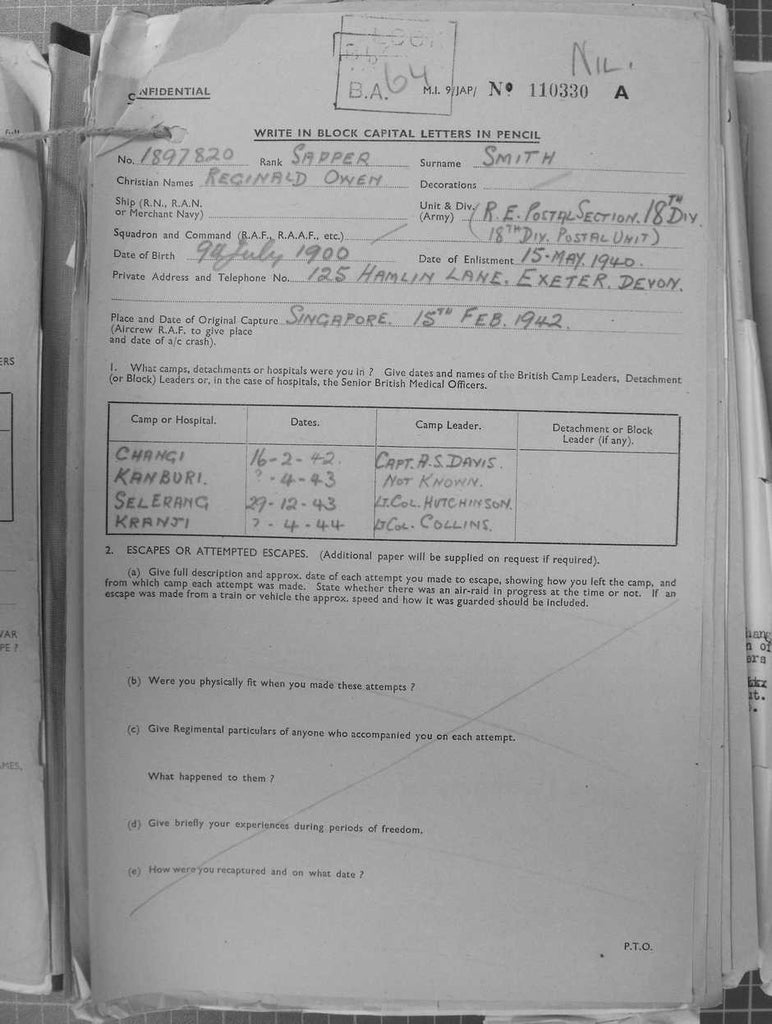 NIL.
B.A. 64
CONFIDENTIAL
M.I. 9/JAP/ Nº 110330 A
WRITE IN BLOCK CAPITAL LETTERS IN PENCIL
No. 1897820 Rank SAPPER Surname SMITH
Christian Names REGINALD OWEN Decorations
Ship (R.N., R.A.N. or Merchant Navy)
Unit & Div. (Army) (R.E. POSTAL SECTION. 18TH DIV.
(18TH DIV. POSTAL UNIT)
Squadron and Command (R.A.F., R.A.A.F., etc.)
Date of Birth 9th July 1900 Date of Enlistment 15-MAY. 1940.
Private Address and Telephone No. 125 HAMLIN LANE, EXETER. DEVON.
Place and Date of Original Capture SINGAPORE. 15TH FEB. 1942.
(Aircrew R.A.F. to give place
and date of a/c crash).
1. What camps, detachments or hospitals were you in ? Give dates and names of the British Camp Leaders, Detachment
(or Block) Leaders or, in the case of hospitals, the Senior British Medical Officers.
Camp or Hospital. Dates. Camp Leader. Detachment or Block Leader (if any).
CHANGI 16-2-42. CAPT. A.S. DAVIS.
KANBURI. ?-4-43 NOT KNOWN.
SELERANG 29-12-43 LT. COL. HUTCHINSON.
KRANJI ?-4-44 LT COL. COLLINS.
2. ESCAPES OR ATTEMPTED ESCAPES. (Additional paper will be supplied on request if required).
(a) Give full description and approx. date of each attempt you made to escape, showing how you left the camp, and
from which camp each attempt was made. State whether there was an air-raid in progress at the time or not. If an
escape was made from a train or vehicle the approx. speed and how it was guarded should be included.
(b) Were you physically fit when you made these attempts ?
(c) Give Regimental particulars of anyone who accompanied you on each attempt.
What happened to them ?
(d) Give briefly your experiences during periods of freedom.
(e) How were you recaptured and on what date ?
P.T.O.